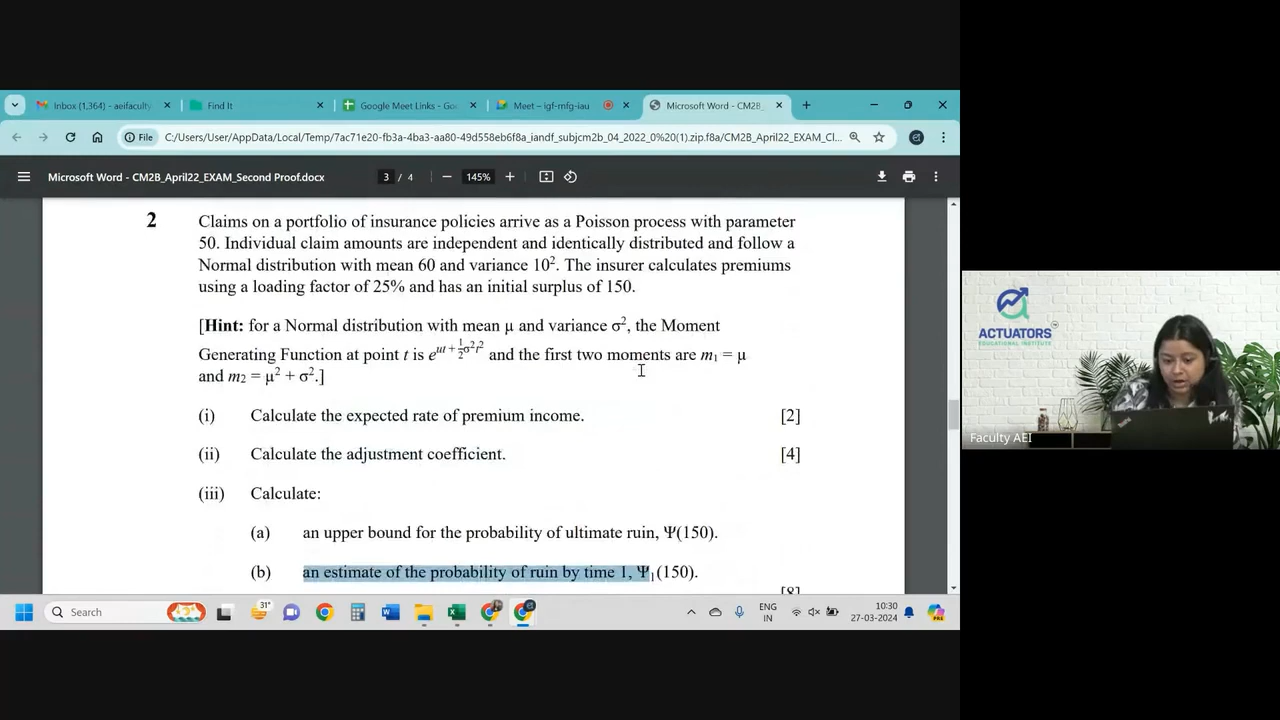 Inbox (1,364) - aeifaculty
Find It
Google Meet Links - Goo
Meet – igf-mfg-iau
Microsoft Word - CM2B_
File
C:/Users/User/AppData/Local/Temp/7ac71e20-fb3a-4ba3-aa80-49d558eb6f8a_iandf_subjcm2b_04_2022_0%20(1).zip.f8a/CM2B_April22_EXAM_Cl...
Microsoft Word - CM2B_April22_EXAM_Second Proof.docx
3 / 4
145%
2 Claims on a portfolio of insurance policies arrive as a Poisson process with parameter
50. Individual claim amounts are independent and identically distributed and follow a
Normal distribution with mean 60 and variance 10². The insurer calculates premiums
using a loading factor of 25% and has an initial surplus of 150.
[Hint: for a Normal distribution with mean µ and variance σ², the Moment
Generating Function at point t is e^{µt + ½σ²t²} and the first two moments are m₁ = µ
and m₂ = µ² + σ².]
(i) Calculate the expected rate of premium income. [2]
(ii) Calculate the adjustment coefficient. [4]
(iii) Calculate:
(a) an upper bound for the probability of ultimate ruin, Ψ(150).
(b) an estimate of the probability of ruin by time 1, Ψ₁(150).
[8]
ACTUATORS
EDUCATIONAL INSTITUTE
Faculty AEI
Search
31°
ENG
IN
10:30
27-03-2024